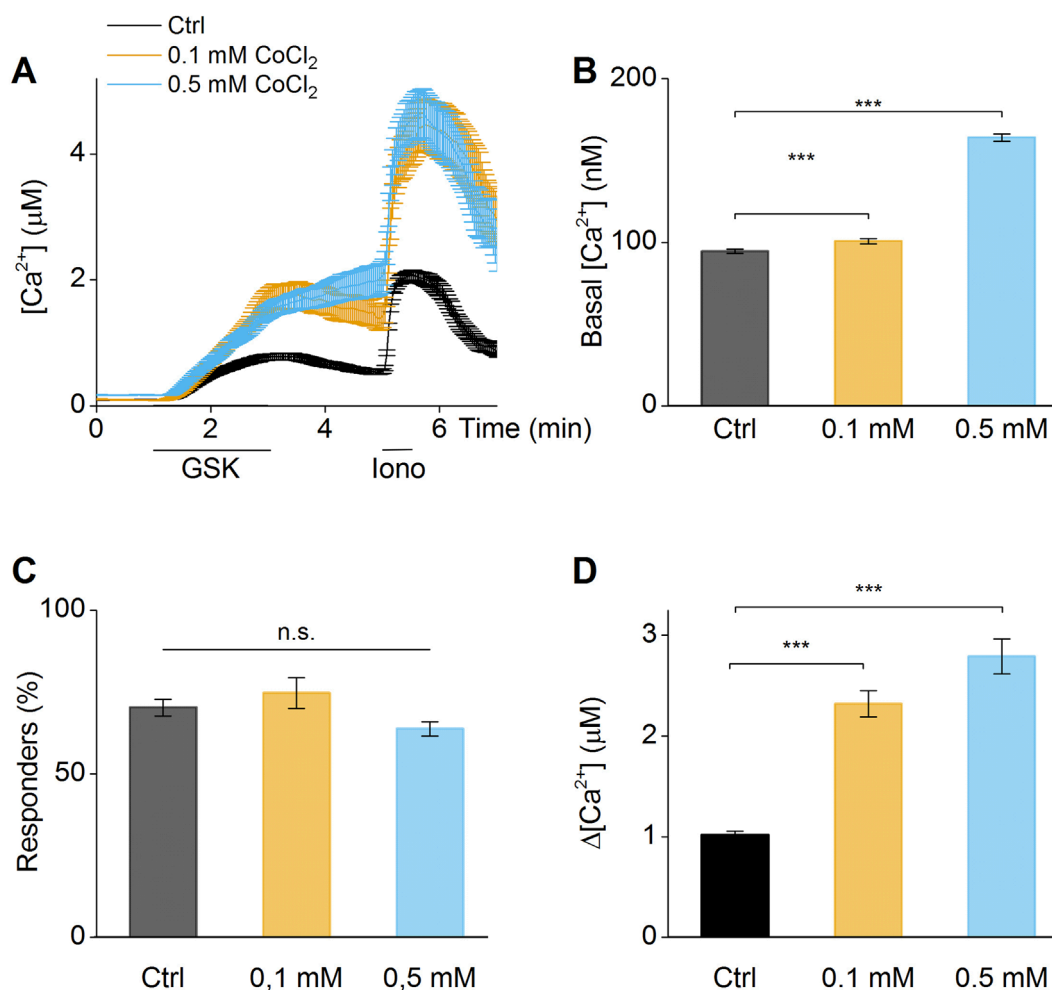 Ctrl
0.1 mM CoCl₂
0.5 mM CoCl₂
A
[Ca²⁺] (μM)
4
2
0
0 2 4 6 Time (min)
GSK Iono
B
Basal [Ca²⁺] (nM)
200
100
0
***
***
Ctrl 0.1 mM 0.5 mM
C
Responders (%)
100
50
0
n.s.
Ctrl 0,1 mM 0,5 mM
D
Δ[Ca²⁺] (μM)
3
2
1
0
***
***
Ctrl 0.1 mM 0.5 mM